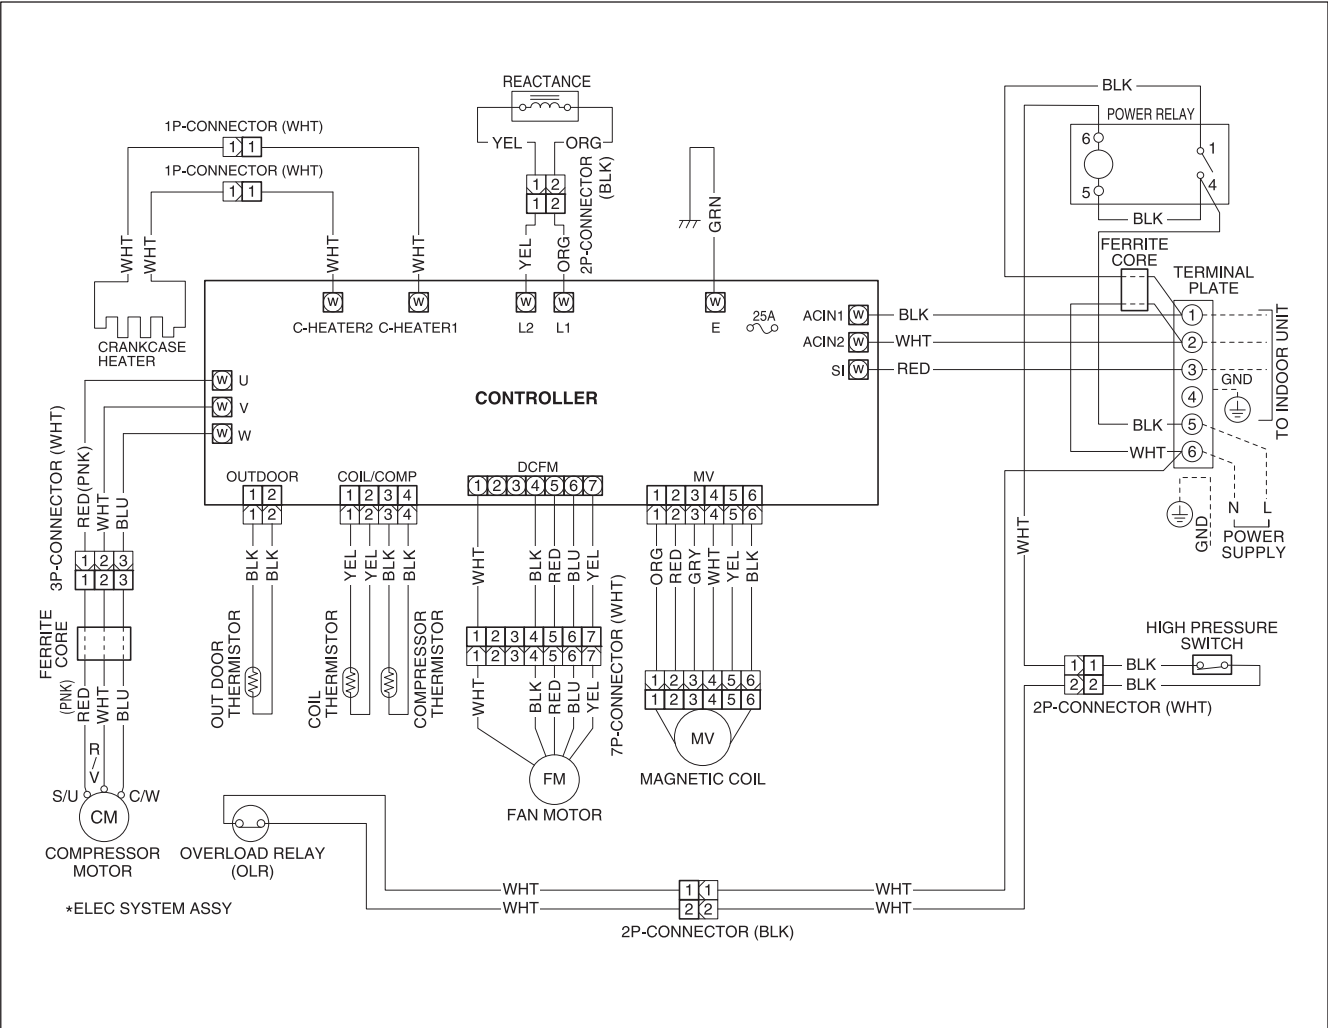 REACTANCE
YEL
ORG
1 2
1 2
2P-CONNECTOR
(BLK)
YEL
ORG
1P-CONNECTOR (WHT)
1 1
1P-CONNECTOR (WHT)
1 1
WHT
WHT
WHT
WHT
CRANKCASE
HEATER
GRN
BLK
POWER RELAY
6
1
5
4
BLK
FERRITE
CORE
TERMINAL
PLATE
W
C-HEATER2
W
C-HEATER1
W
L2
W
L1
W
E
25A
ACIN1 W BLK
ACIN2 W WHT
SI W RED
CONTROLLER
W U
W V
W W
1
2
3
4
5
6
GND
TO INDOOR UNIT
BLK
WHT
GND
N L
POWER
SUPPLY
WHT
3P-CONNECTOR (WHT)
RED(PNK)
WHT
BLU
1 2 3
1 2 3
FERRITE
CORE
(PNK)
RED
WHT
BLU
R
/
V
S/U
C/W
CM
COMPRESSOR
MOTOR
OUTDOOR
1 2
1 2
BLK
BLK
OUT DOOR
THERMISTOR
COIL/COMP
1 2 3 4
1 2 3 4
YEL
YEL
BLK
BLK
COIL
THERMISTOR
COMPRESSOR
THERMISTOR
DCFM
1 2 3 4 5 6 7
WHT
BLK
RED
BLU
YEL
1 2 3 4 5 6 7
1 2 3 4 5 6 7
7P-CONNECTOR (WHT)
WHT
BLK
RED
BLU
YEL
FM
FAN MOTOR
MV
1 2 3 4 5 6
1 2 3 4 5 6
ORG
RED
GRY
WHT
YEL
BLK
1 2 3 4 5 6
1 2 3 4 5 6
MV
MAGNETIC COIL
HIGH PRESSURE
SWITCH
1 1 BLK
2 2 BLK
2P-CONNECTOR (WHT)
OVERLOAD RELAY
(OLR)
WHT 1 1 WHT
WHT 2 2 WHT
2P-CONNECTOR (BLK)
*ELEC SYSTEM ASSY